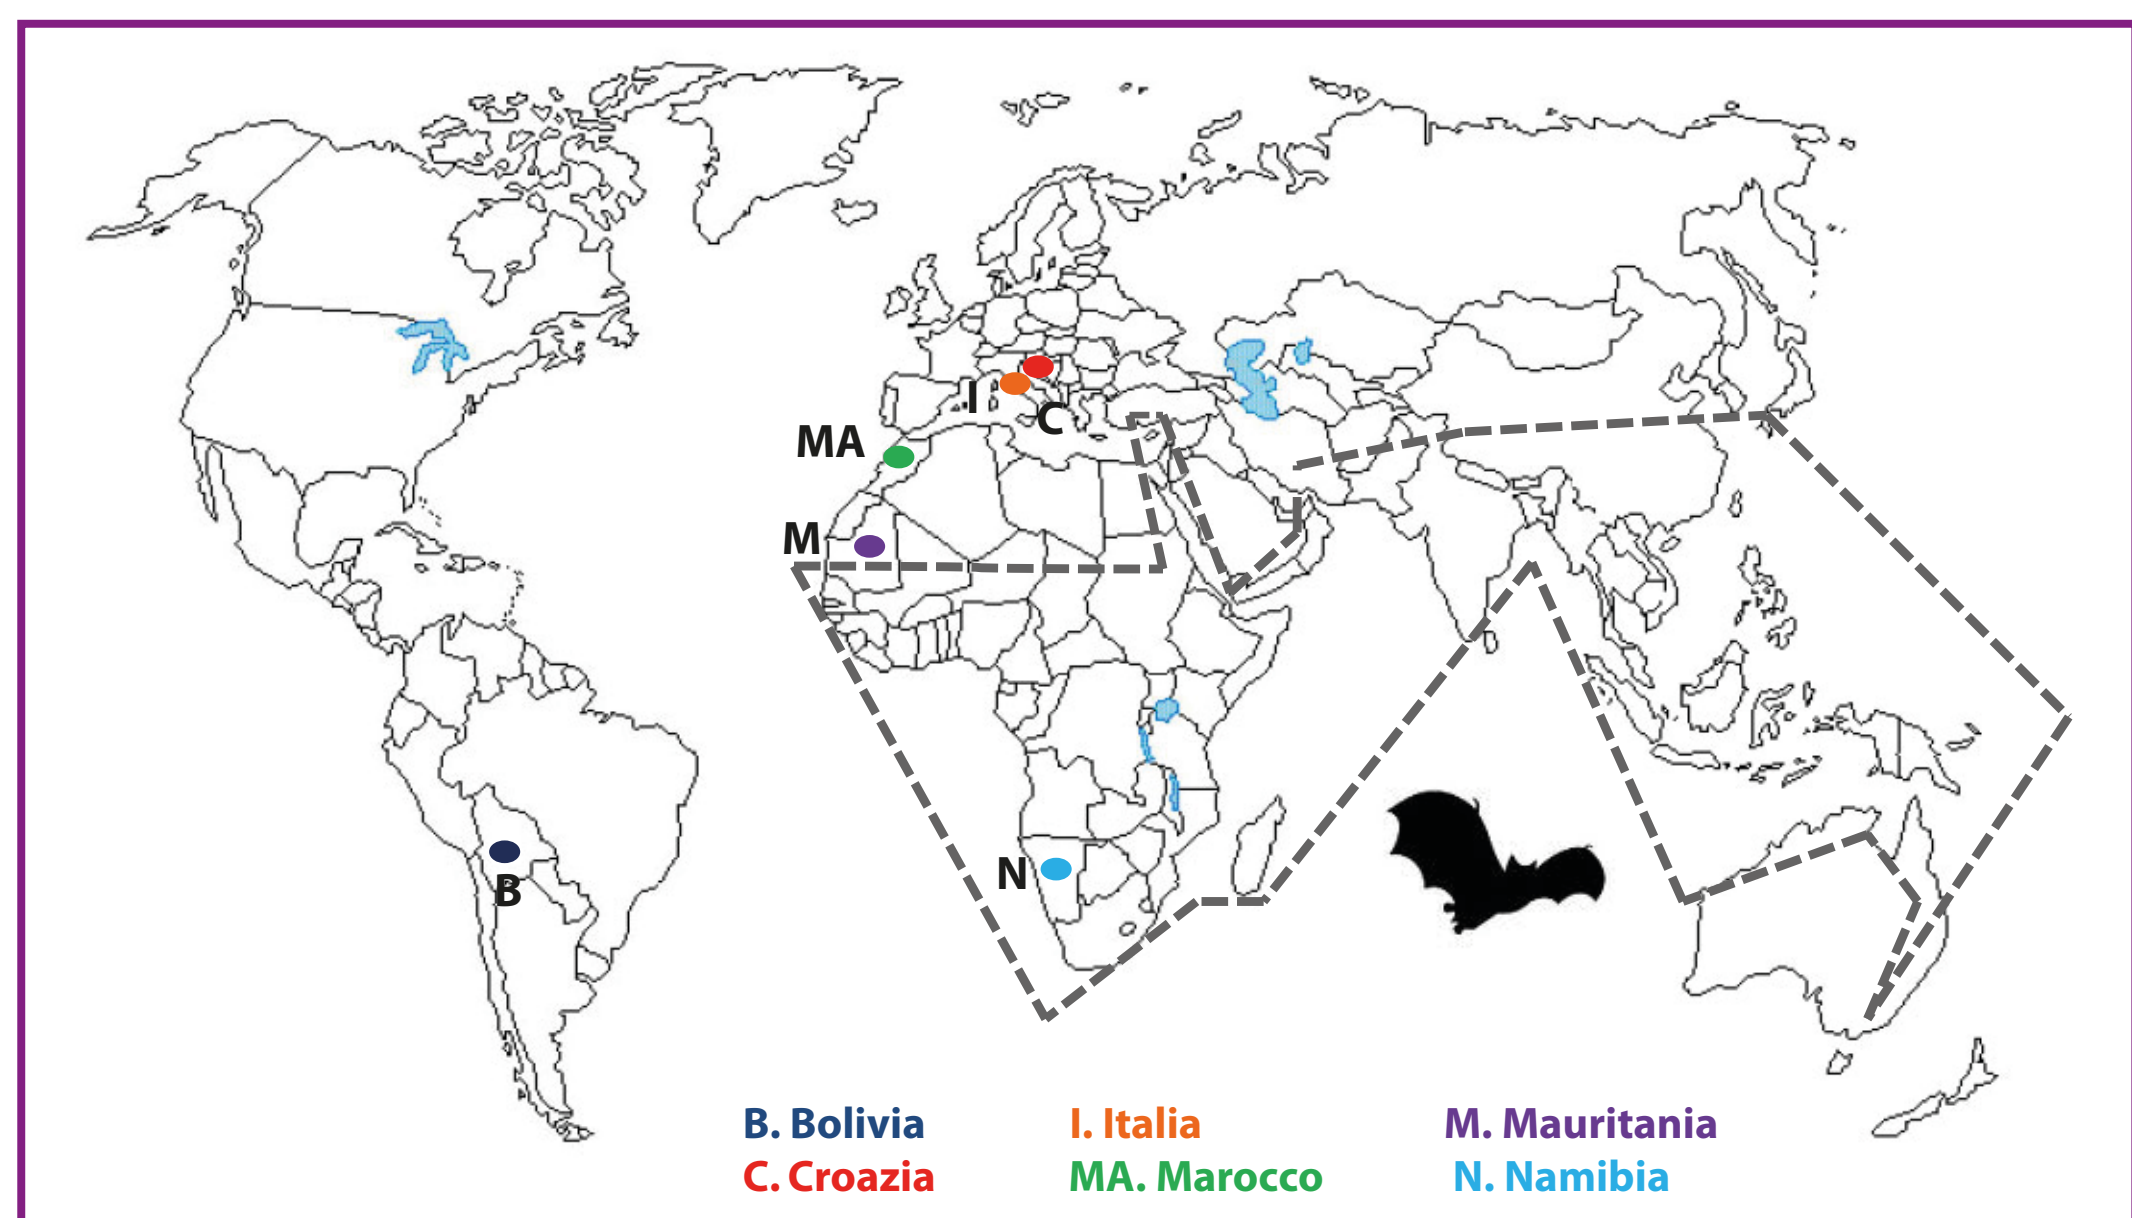 I
C
MA
M
N
B
B. Bolivia
I. Italia
M. Mauritania
C. Croazia
MA. Marocco
N. Namibia